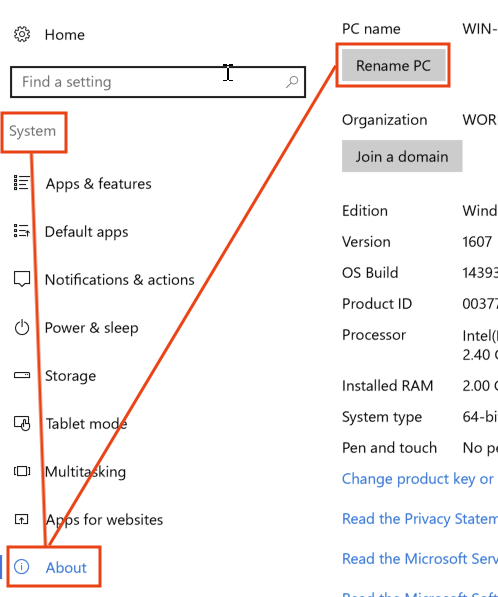 Home
Find a setting
System
Apps & features
Default apps
Notifications & actions
Power & sleep
Storage
Tablet mode
Multitasking
Apps for websites
About
PC name WIN-
Rename PC
Organization WOR
Join a domain
Edition Wind
Version 1607
OS Build 14393
Product ID 00377
Processor Intel(
2.40
Installed RAM 2.00
System type 64-bi
Pen and touch No pe
Change product key or
Read the Privacy Statem
Read the Microsoft Serv